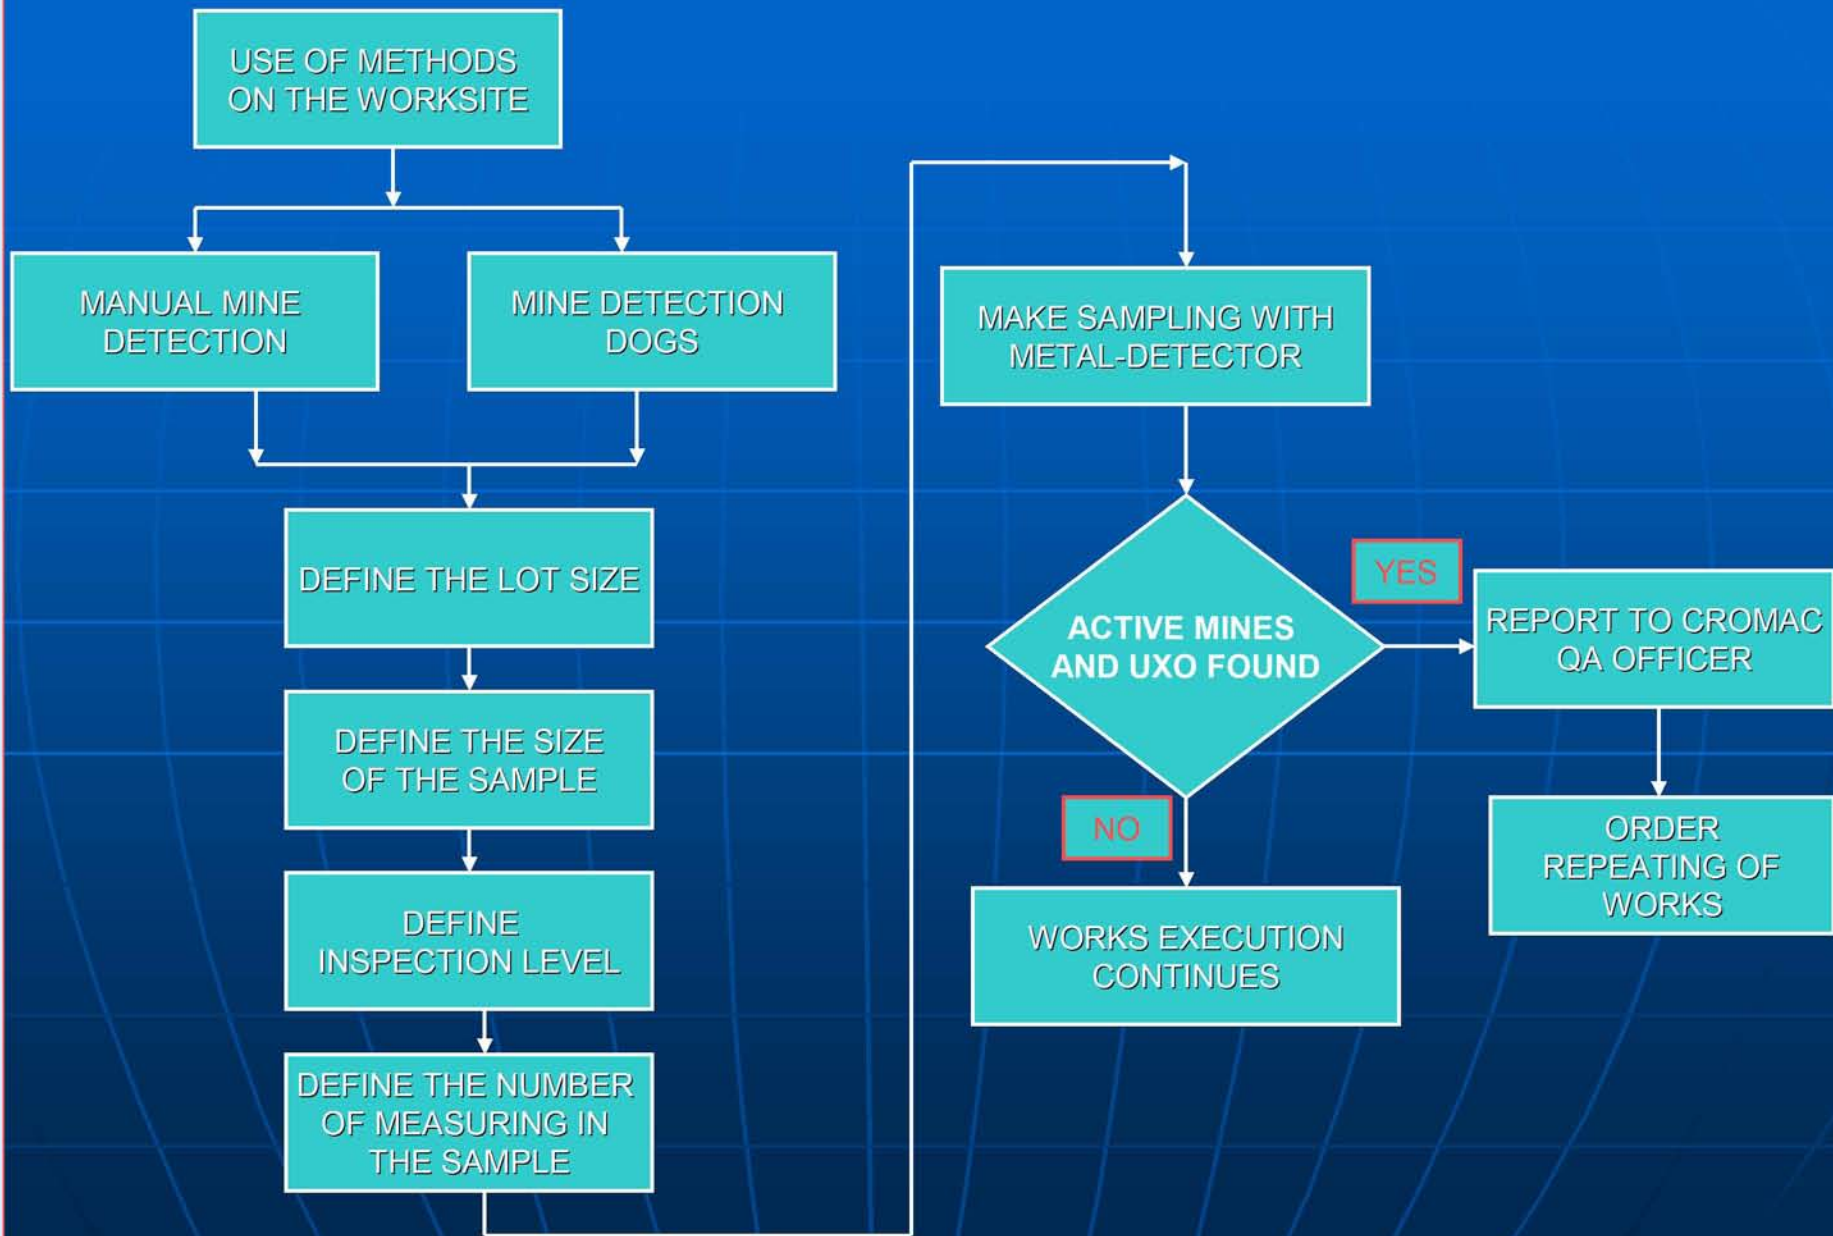 USE OF METHODS
ON THE WORKSITE
MANUAL MINE
DETECTION
MINE DETECTION
DOGS
DEFINE THE LOT SIZE
DEFINE THE SIZE
OF THE SAMPLE
DEFINE
INSPECTION LEVEL
DEFINE THE NUMBER
OF MEASURING IN
THE SAMPLE
MAKE SAMPLING WITH
METAL-DETECTOR
ACTIVE MINES
AND UXO FOUND
YES
REPORT TO CROMAC
QA OFFICER
ORDER
REPEATING OF
WORKS
NO
WORKS EXECUTION
CONTINUES